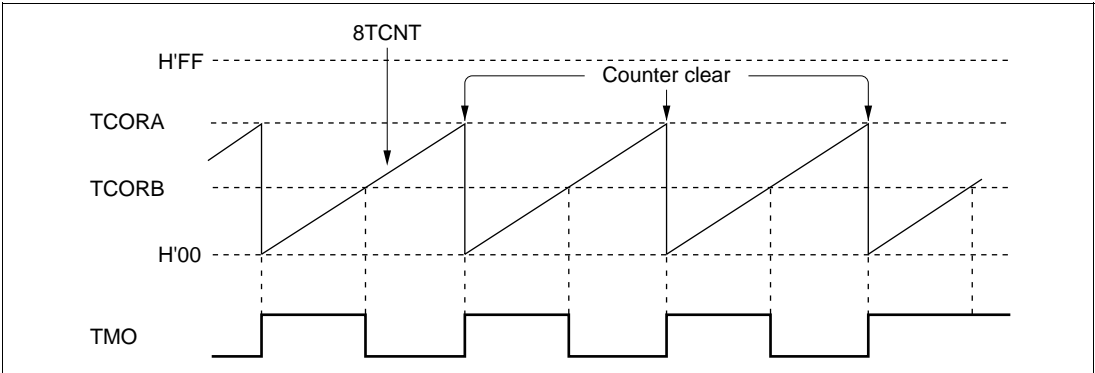 8TCNT
H'FF
Counter clear
TCORA
TCORB
H'00
TMO